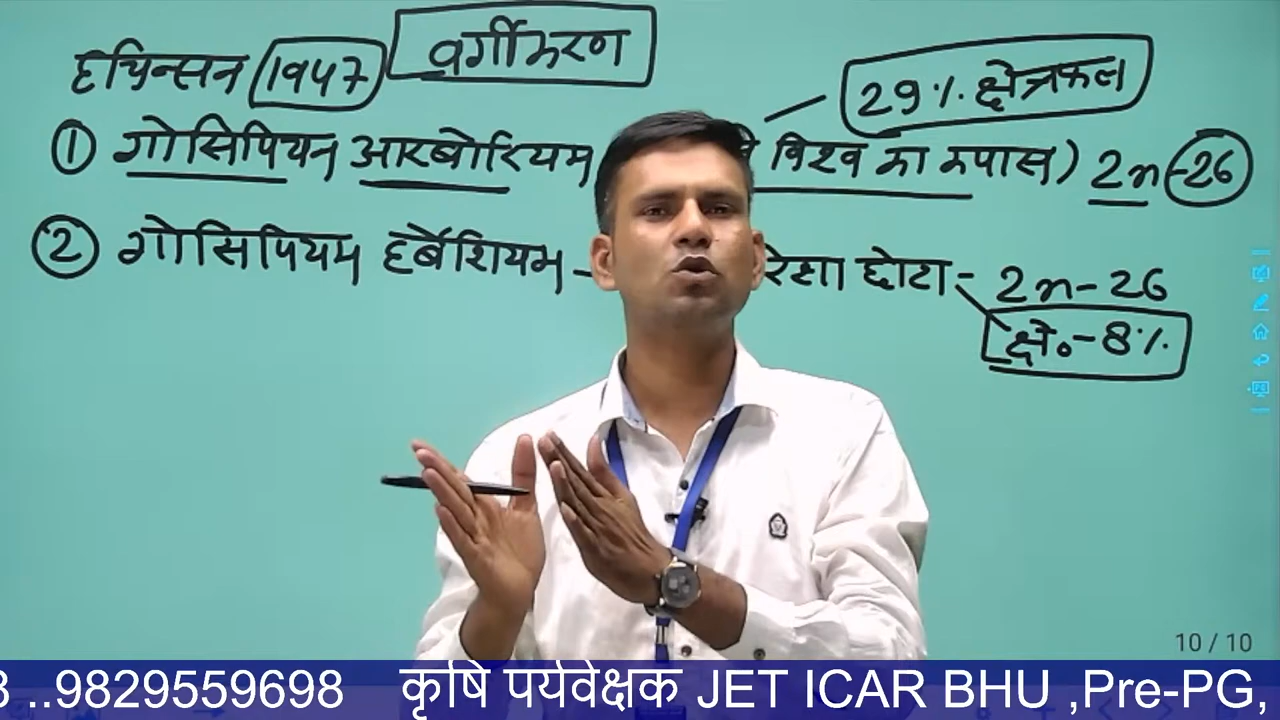 हचिन्सन 1947 वर्गीकरण
29% क्षेत्रफल
① गोसिपियन आरबोरियम विश्व का कपास) 2n-26
② गोसिपियम हर्बेशियम - रेशा छोटा - 2n-26
क्षे०-8%
10 / 10
..9829559698 कृषि पर्यवेक्षक JET ICAR BHU ,Pre-PG,